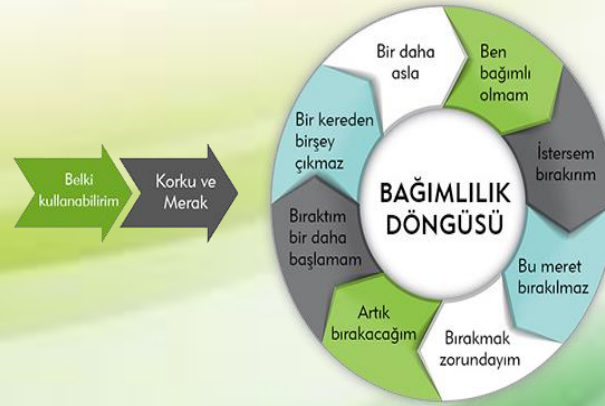 Belki
kullanabilirim
Korku ve
Merak
BAĞIMLILIK
DÖNGÜSÜ
Bir kereden
birşey
çıkmaz
Bir daha
asla
Ben
bağımlı
olmam
İstersem
bırakırım
Bu meret
bırakılmaz
Bırakmak
zorundayım
Artık
bırakacağım
Bıraktım
bir daha
başlamam